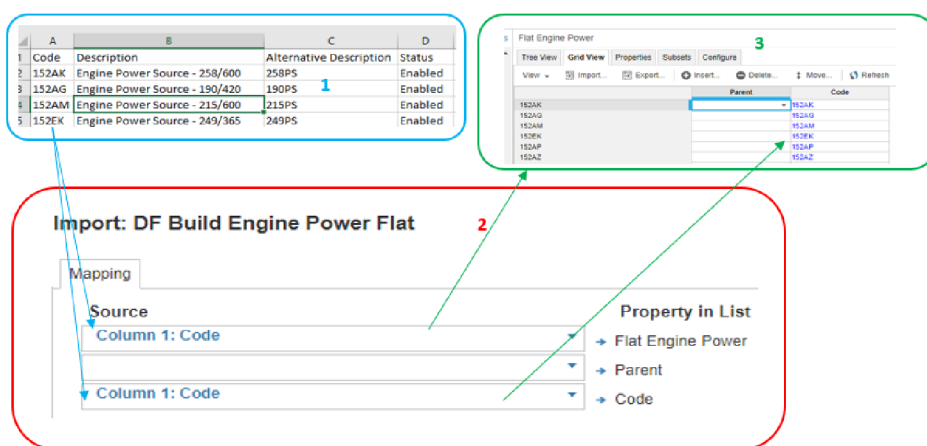 A B C D
1 Code Description Alternative Description Status
2 152AK Engine Power Source - 258/600 258PS Enabled
3 152AG Engine Power Source - 190/420 190PS Enabled
4 152AM Engine Power Source - 215/600 215PS Enabled
5 152EK Engine Power Source - 249/365 249PS Enabled
1
Flat Engine Power
3
Tree View Grid View Properties Subsets Configure
View Import... Export... Insert... Delete... Move... Refresh
Parent Code
152AK 152AK
152AG 152AG
152AM 152AM
152EK 152EK
152AP 152AP
152AZ 152AZ
Import: DF Build Engine Power Flat
2
Mapping
Source Property in List
Column 1: Code Flat Engine Power
Parent
Column 1: Code Code